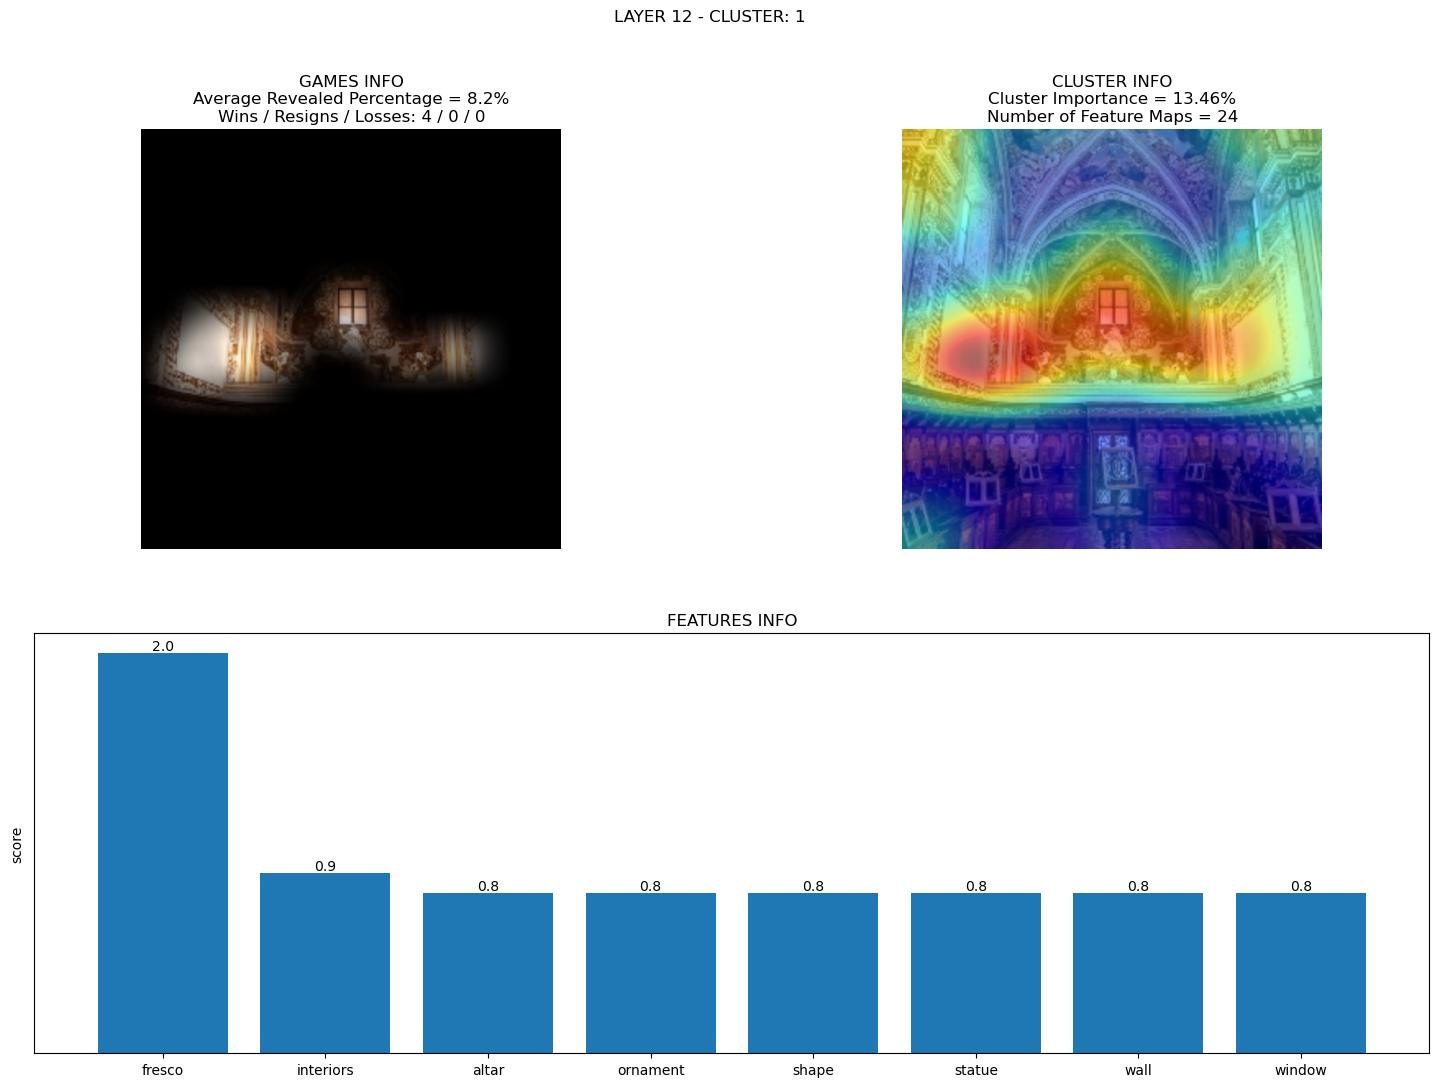 LAYER 12 - CLUSTER: 1
GAMES INFO
Average Revealed Percentage = 8.2%
Wins / Resigns / Losses: 4 / 0 / 0
CLUSTER INFO
Cluster Importance = 13.46%
Number of Feature Maps = 24
FEATURES INFO
score
2.0
0.9
0.8
0.8
0.8
0.8
0.8
0.8
fresco
interiors
altar
ornament
shape
statue
wall
window